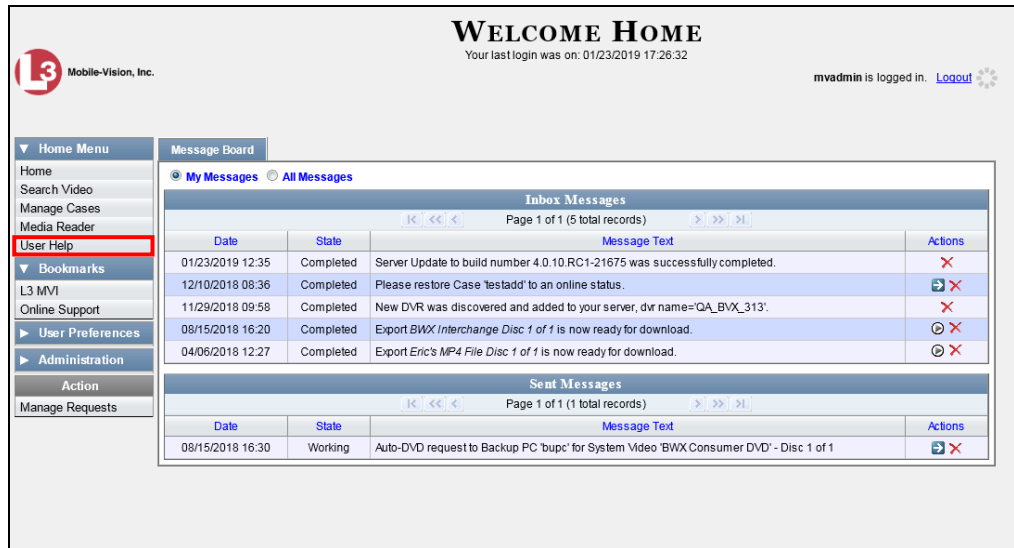 WELCOME HOME
Your last login was on: 01/23/2019 17:26:32
L3 Mobile-Vision, Inc.
mvadmin is logged in. Logout
Home Menu
Home
Search Video
Manage Cases
Media Reader
User Help
Bookmarks
L3 MVI
Online Support
User Preferences
Administration
Action
Manage Requests
Message Board
My Messages All Messages
Inbox Messages
Page 1 of 1 (5 total records)
Date State Message Text Actions
01/23/2019 12:35 Completed Server Update to build number 4.0.10.RC1-21675 was successfully completed.
12/10/2018 08:36 Completed Please restore Case 'testadd' to an online status.
11/29/2018 09:58 Completed New DVR was discovered and added to your server, dvr name='QA_BVX_313'.
08/15/2018 16:20 Completed Export BWX Interchange Disc 1 of 1 is now ready for download.
04/06/2018 12:27 Completed Export Eric's MP4 File Disc 1 of 1 is now ready for download.
Sent Messages
Page 1 of 1 (1 total records)
Date State Message Text Actions
08/15/2018 16:30 Working Auto-DVD request to Backup PC 'bupc' for System Video 'BWX Consumer DVD' - Disc 1 of 1